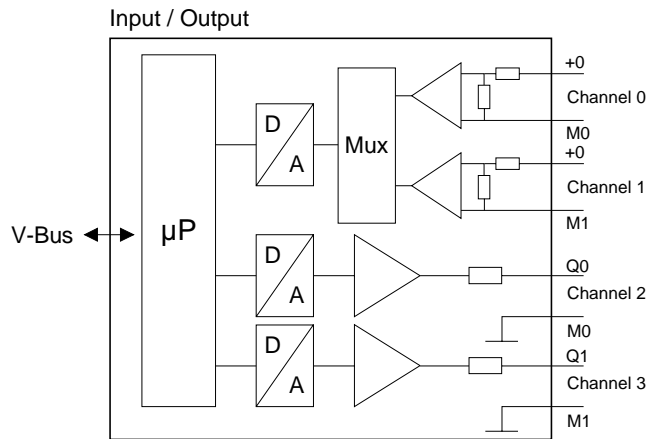 Input / Output
+0
Channel 0
M0
D
A
Mux
+0
Channel 1
M1
V-Bus
µP
D
A
Q0
Channel 2
M0
D
A
Q1
Channel 3
M1